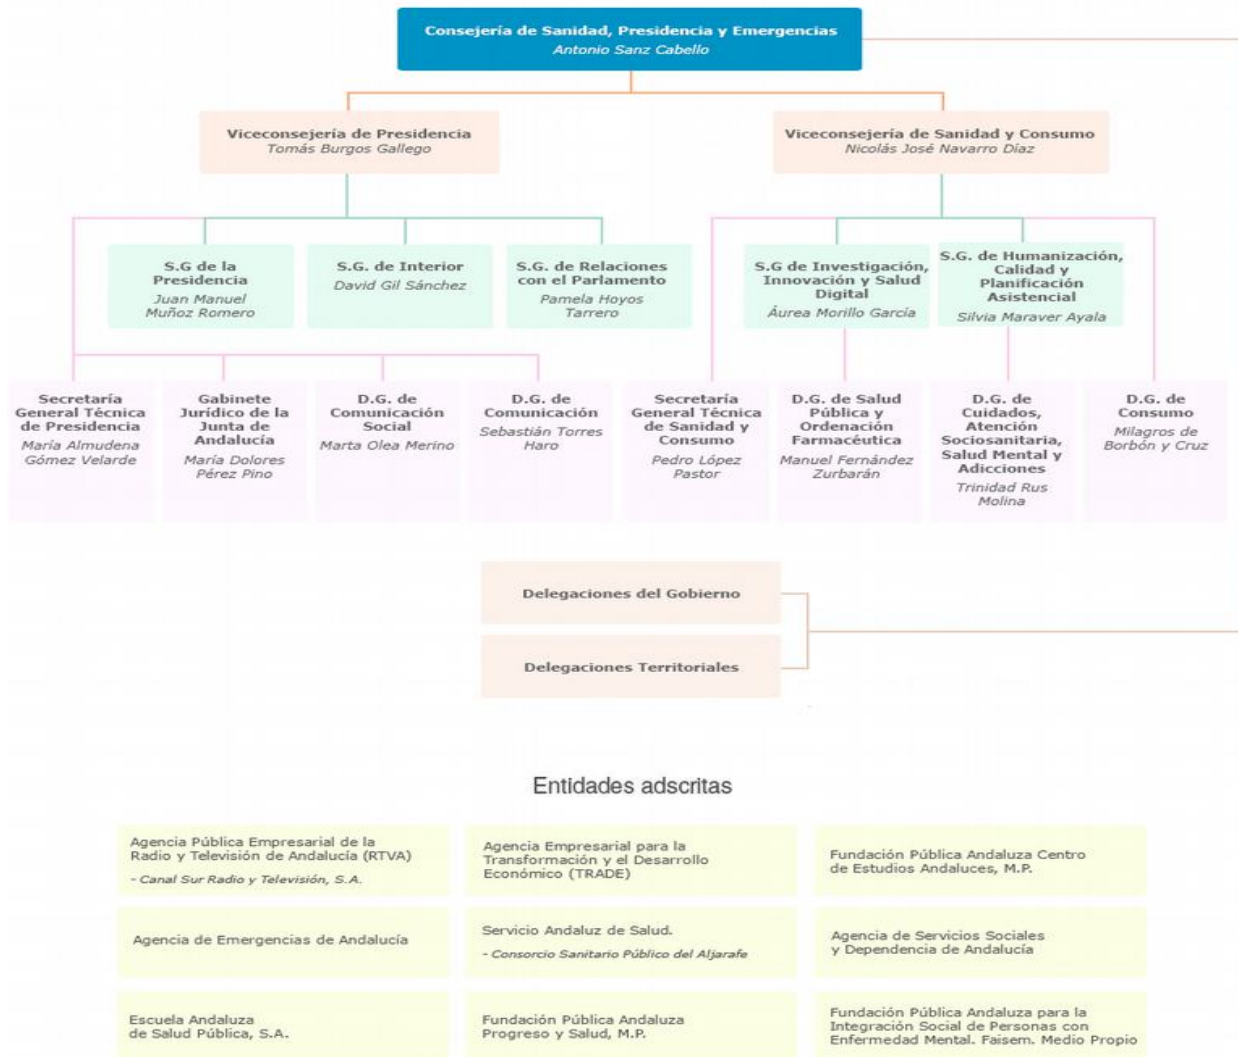 Consejería de Sanidad, Presidencia y Emergencias
Antonio Sanz Cabello
Viceconsejería de Presidencia
Tomás Burgos Gallego
Viceconsejería de Sanidad y Consumo
Nicolás José Navarro Díaz
S.G de la
Presidencia
Juan Manuel
Muñoz Romero
S.G. de Interior
David Gil Sánchez
S.G. de Relaciones
con el Parlamento
Pamela Hoyos
Tarrero
S.G de Investigación,
Innovación y Salud
Digital
Áurea Morillo García
S.G. de Humanización,
Calidad y
Planificación
Asistencial
Silvia Maraver Ayala
Secretaría
General Técnica
de Presidencia
María Almudena
Gómez Velarde
Gabinete
Jurídico de la
Junta de
Andalucía
María Dolores
Pérez Pino
D.G. de
Comunicación
Social
Marta Olea Merino
D.G. de
Comunicación
Sebastián Torres
Haro
Secretaría
General Técnica
de Sanidad y
Consumo
Pedro López
Pastor
D.G. de Salud
Pública y
Ordenación
Farmacéutica
Manuel Fernández
Zurbarán
D.G. de
Cuidados,
Atención
Sociosanitaria,
Salud Mental y
Adicciones
Trinidad Rus
Molina
D.G. de
Consumo
Milagros de
Borbón y Cruz
Delegaciones del Gobierno
Delegaciones Territoriales
Entidades adscritas
Agencia Pública Empresarial de la
Radio y Televisión de Andalucía (RTVA)
- Canal Sur Radio y Televisión, S.A.
Agencia Empresarial para la
Transformación y el Desarrollo
Económico (TRADE)
Fundación Pública Andaluza Centro
de Estudios Andaluces, M.P.
Agencia de Emergencias de Andalucía
Servicio Andaluz de Salud.
- Consorcio Sanitario Público del Aljarafe
Agencia de Servicios Sociales
y Dependencia de Andalucía
Escuela Andaluza
de Salud Pública, S.A.
Fundación Pública Andaluza
Progreso y Salud, M.P.
Fundación Pública Andaluza para la
Integración Social de Personas con
Enfermedad Mental. Faisem. Medio Propio